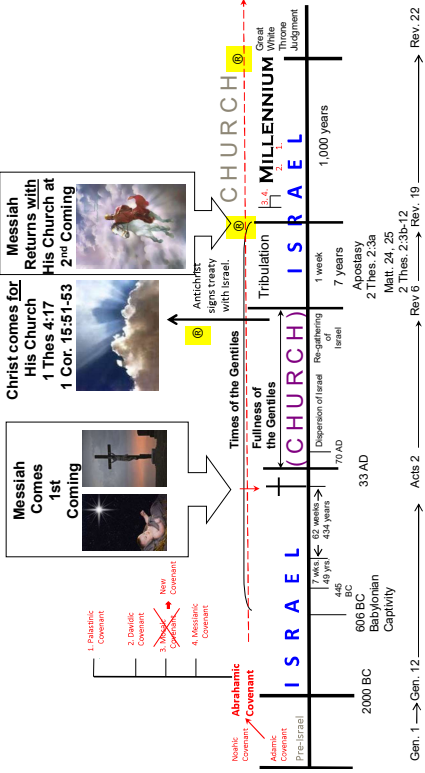 Messiah
Comes
1st
Coming
Christ comes for
His Church
1 Thes 4:17
1 Cor. 15:51-53
Messiah
Returns with
His Church at
2nd Coming
1. Palastinic
Covenant
2. Davidic
Covenant
3. Mosaic
Covenant
New
Covenant
4. Messianic
Covenant
Abrahamic
Covenant
Noahic
Covenant
Adamic
Covenant
Times of the Gentiles
Fullness of
the Gentiles
®
Antichrist
signs treaty
with Israel.
®
CHURCH
®
Great
White
Throne
Judgment
Tribulation
3. 4.
MILLENNIUM
2. 1.
Pre-Israel
ISRAEL
(CHURCH)
ISRAEL
7 wks.
49 yrs.
62 weeks
434 years
Dispersion of Israel
Re-gathering
of
Israel
1 week
7 years
1,000 years
2000 BC
606 BC
Babylonian
Captivity
445
BC
33 AD
70 AD
Apostasy
2 Thes. 2:3a
Matt. 24, 25
2 Thes. 2:3b-12
Gen. 1
Gen. 12
Acts 2
Rev 6
Rev. 19
Rev. 22